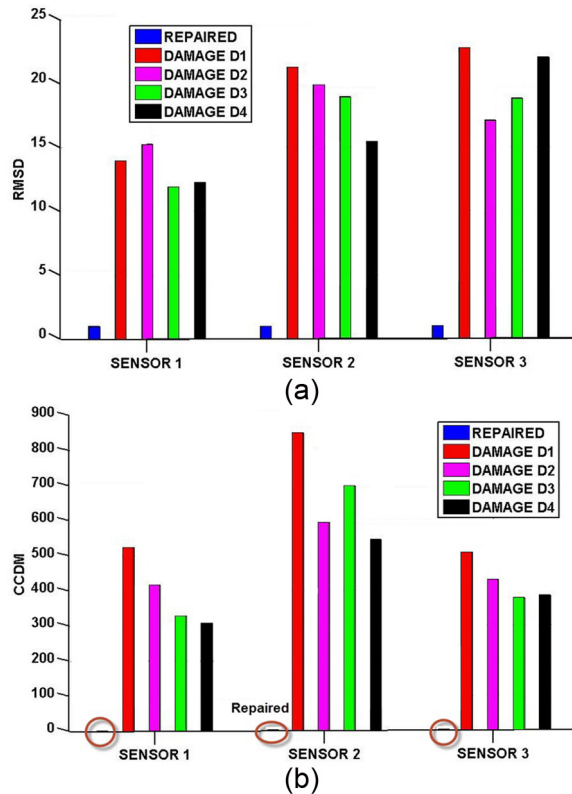 25
20
15
10
5
0
RMSD
REPAIRED
DAMAGE D1
DAMAGE D2
DAMAGE D3
DAMAGE D4
SENSOR 1 SENSOR 2 SENSOR 3
(a)
900
800
700
600
500
400
300
200
100
0
CCDM
REPAIRED
DAMAGE D1
DAMAGE D2
DAMAGE D3
DAMAGE D4
Repaired
SENSOR 1 SENSOR 2 SENSOR 3
(b)